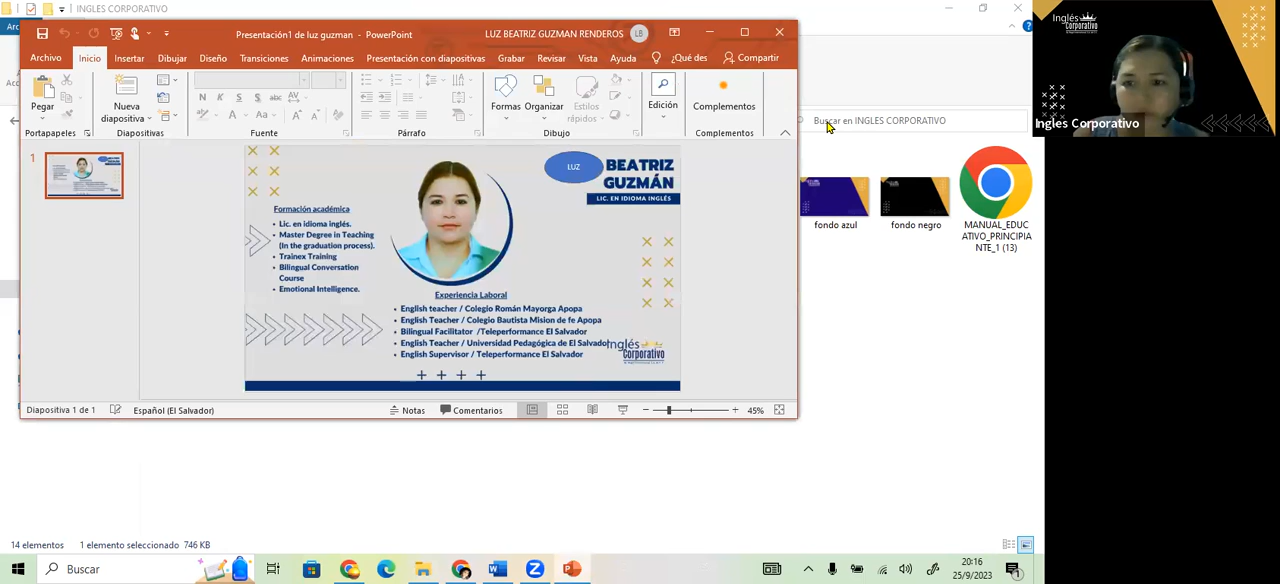 INGLES CORPORATIVO
Presentación1 de luz guzman - PowerPoint
LUZ BEATRIZ GUZMAN RENDEROS
LB
Archivo
Inicio
Insertar
Dibujar
Diseño
Transiciones
Animaciones
Presentación con diapositivas
Grabar
Revisar
Vista
Ayuda
¿Qué des
Compartir
Pegar
Nueva
diapositiva
N K S S abc AV
A Aa A A
Formas
Organizar
Estilos
rápidos
Edición
Complementos
Portapapeles
Diapositivas
Fuente
Párrafo
Dibujo
Complementos
Buscar en INGLES CORPORATIVO
1
LUZ
BEATRIZ
GUZMÁN
LIC. EN IDIOMA INGLÉS
Formación académica
• Lic. en idioma inglés.
• Master Degree in Teaching
(In the graduation process).
• Trainex Training
• Bilingual Conversation
Course
• Emotional Intelligence.
Experiencia Laboral
• English teacher / Colegio Román Mayorga Apopa
• English Teacher / Colegio Bautista Mision de fe Apopa
• Bilingual Facilitator /Teleperformance El Salvador
• English Teacher / Universidad Pedagógica de El Salvador
• English Supervisor / Teleperformance El Salvador
Inglés
Corporativo
Diapositiva 1 de 1
Español (El Salvador)
Notas
Comentarios
45%
fondo azul
fondo negro
MANUAL_EDUC
ATIVO_PRINCIPIA
NTE_1 (13)
Inglés
Corporativo
Ingles Corporativo
14 elementos
1 elemento seleccionado 746 KB
Buscar
20:16
25/9/2023